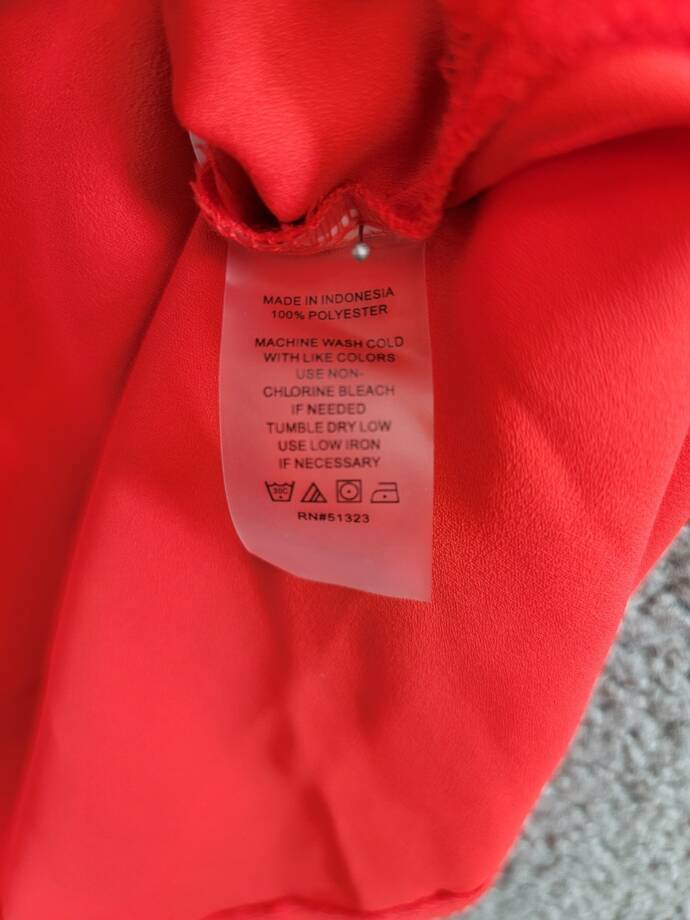 MADE IN INDONESIA
100% POLYESTER
MACHINE WASH COLD
WITH LIKE COLORS
USE NON-
CHLORINE BLEACH
IF NEEDED
TUMBLE DRY LOW
USE LOW IRON
IF NECESSARY
30C
RN#51323